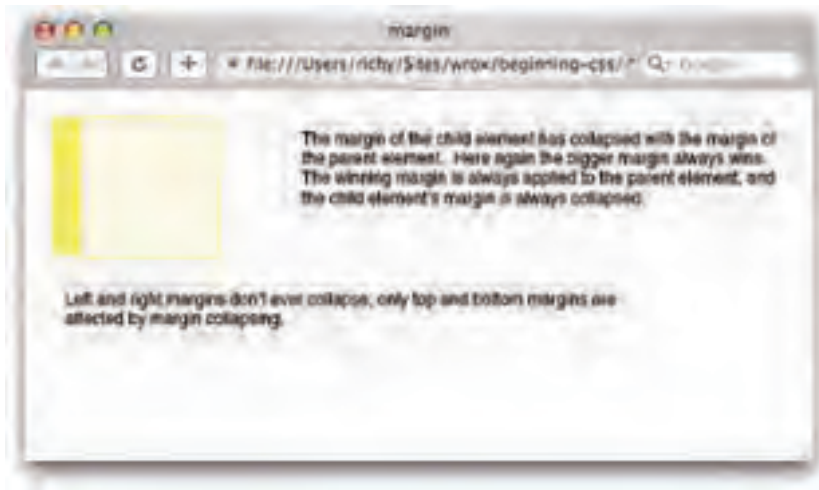 margin
file:///Users/richy/Sites/wrox/beginning-css/
The margin of the child element has collapsed with the margin of
the parent element. Here again the bigger margin always wins.
The winning margin is always applied to the parent element, and
the child element's margin is always collapsed.
Left and right margins don't ever collapse, only top and bottom margins are
affected by margin collapsing.